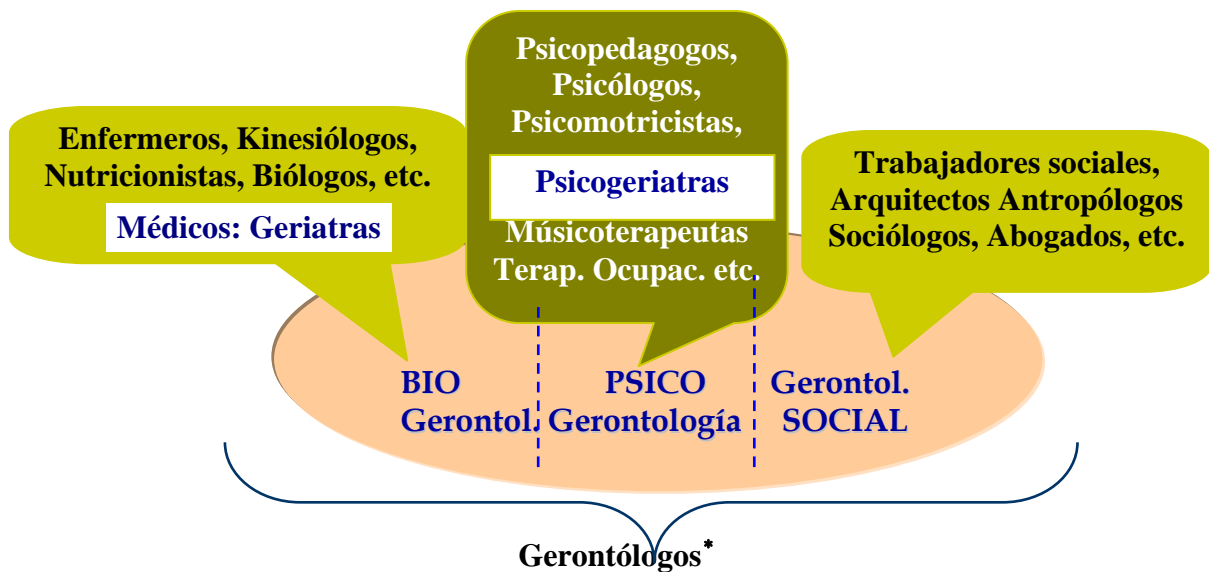 Enfermeros, Kinesiólogos,
Nutricionistas, Biólogos, etc.
Médicos: Geriatras
Psicopedagogos,
Psicólogos,
Psicomotricistas,
Psicogeriatras
Músicoterapeutas
Terap. Ocupac. etc.
Trabajadores sociales,
Arquitectos Antropólogos
Sociólogos, Abogados, etc.
BIO
Gerontol.
PSICO
Gerontología
Gerontol.
SOCIAL
Gerontólogos*